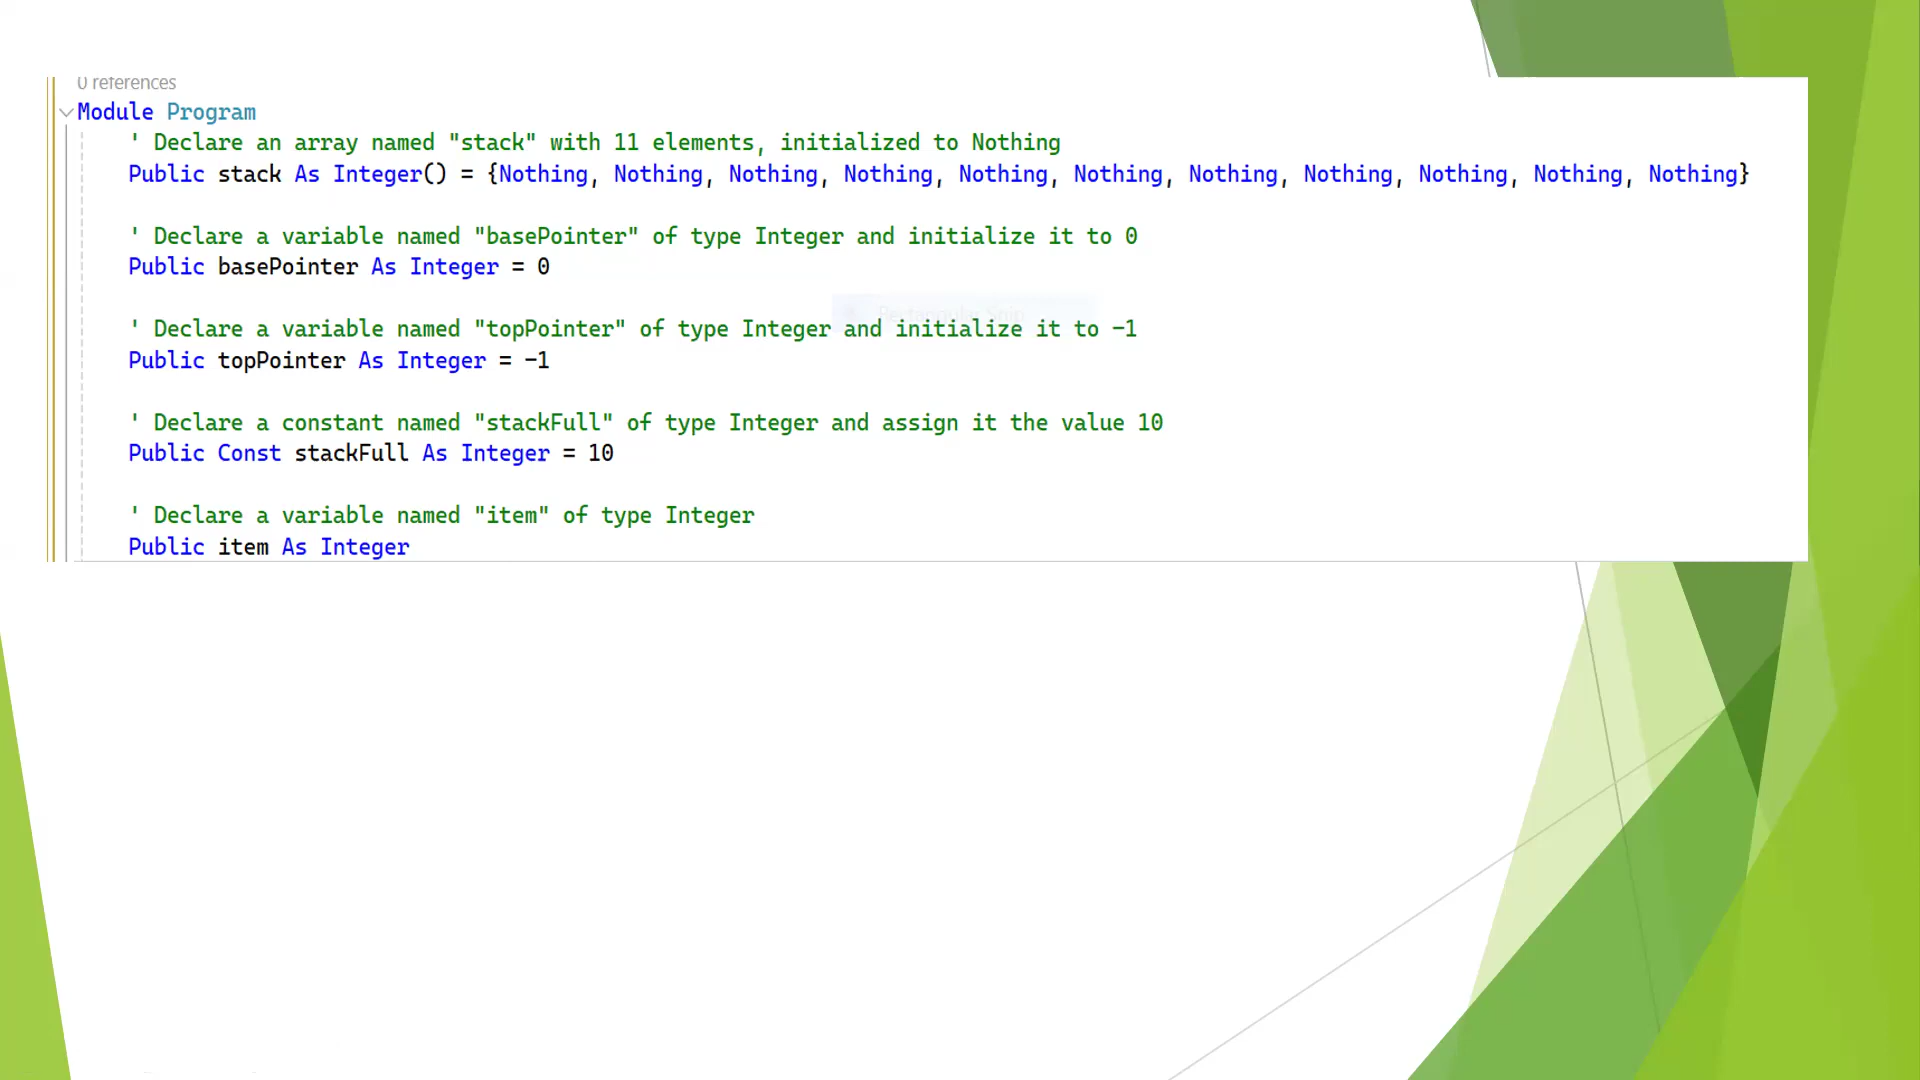 0 references
Module Program
' Declare an array named "stack" with 11 elements, initialized to Nothing
Public stack As Integer() = {Nothing, Nothing, Nothing, Nothing, Nothing, Nothing, Nothing, Nothing, Nothing, Nothing, Nothing}
' Declare a variable named "basePointer" of type Integer and initialize it to 0
Public basePointer As Integer = 0
Rectangular Snip
' Declare a variable named "topPointer" of type Integer and initialize it to -1
Public topPointer As Integer = -1
' Declare a constant named "stackFull" of type Integer and assign it the value 10
Public Const stackFull As Integer = 10
' Declare a variable named "item" of type Integer
Public item As Integer